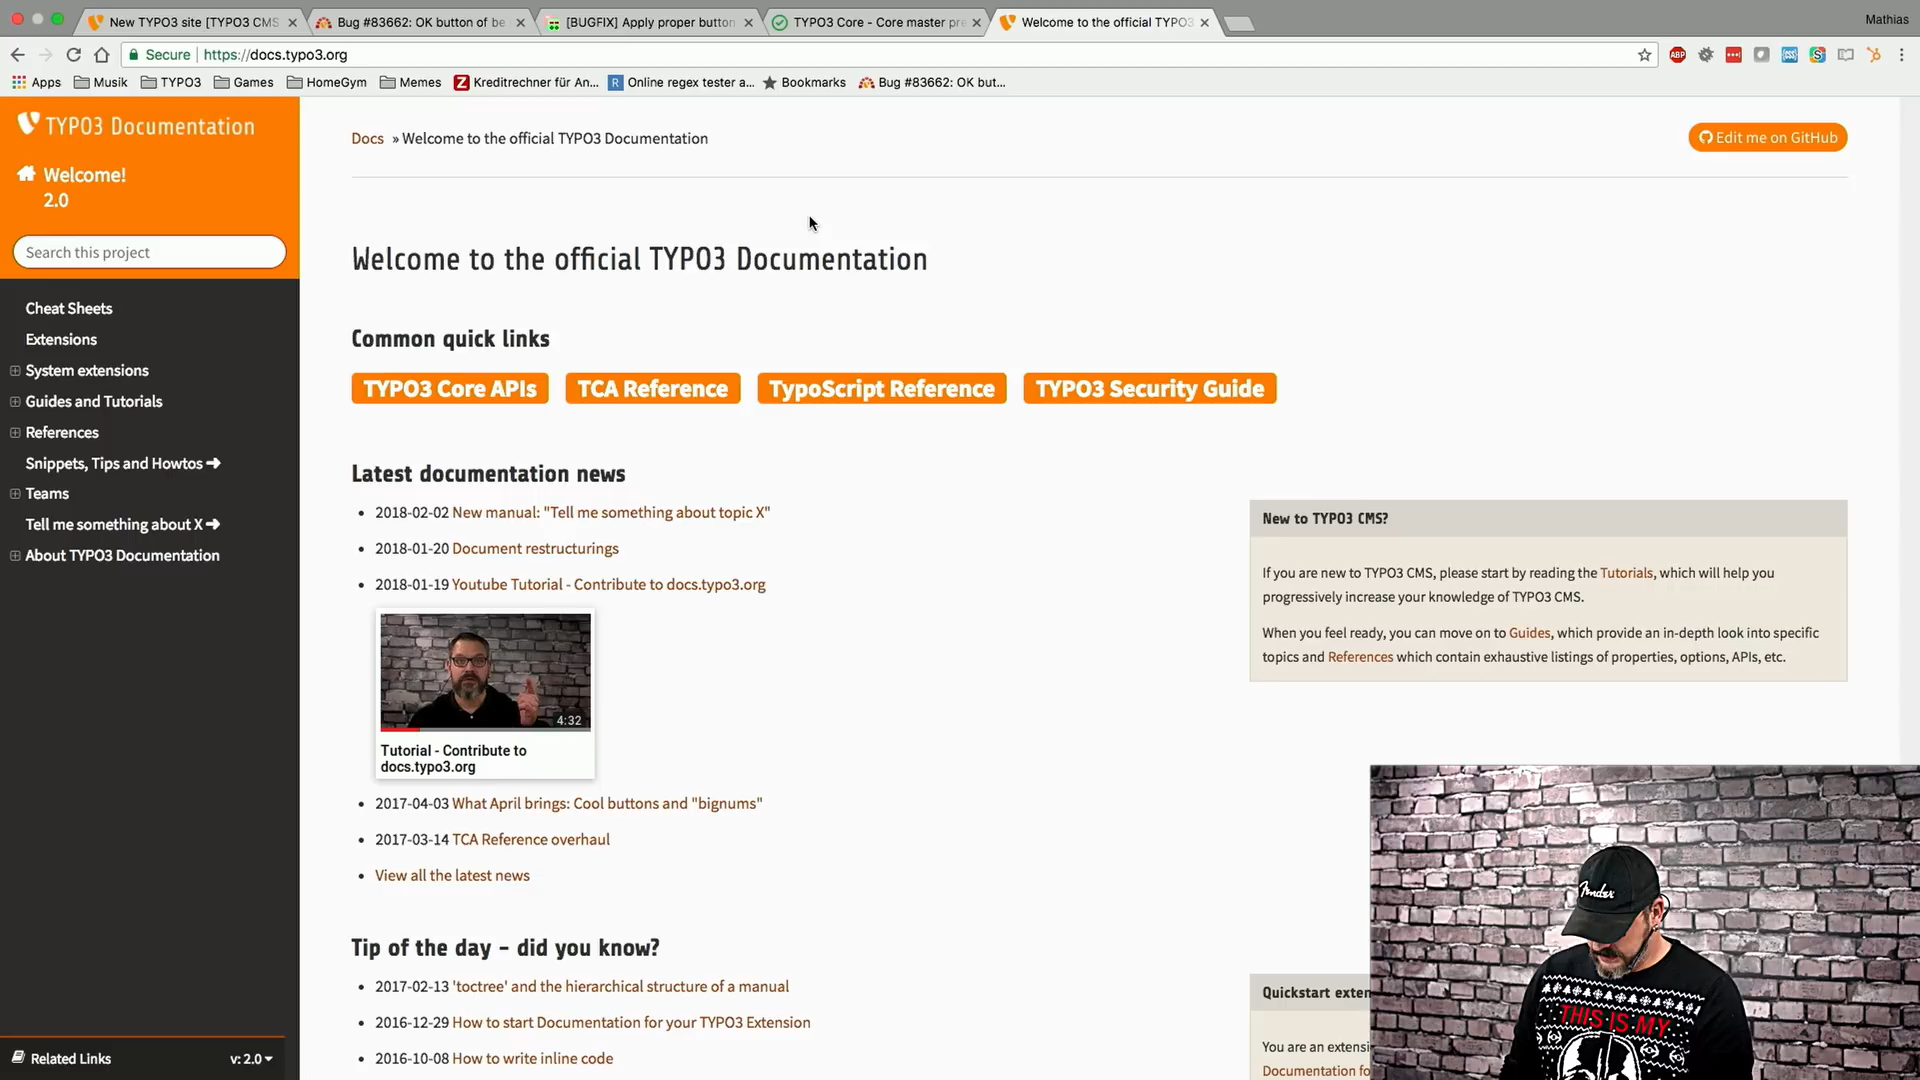 New TYPO3 site [TYPO3 CMS
Bug #83662: OK button of be
[BUGFIX] Apply proper button
TYPO3 Core - Core master pre
Welcome to the official TYPO3
Mathias
Secure
https://docs.typo3.org
ABP
Apps
Musik
TYPO3
Games
HomeGym
Memes
Kreditrechner für An...
Online regex tester a...
Bookmarks
Bug #83662: OK but...
TYPO3 Documentation
Welcome!
2.0
Search this project
Cheat Sheets
Extensions
System extensions
Guides and Tutorials
References
Snippets, Tips and Howtos
Teams
Tell me something about X
About TYPO3 Documentation
Related Links
v: 2.0
Docs » Welcome to the official TYPO3 Documentation
Edit me on GitHub
Welcome to the official TYPO3 Documentation
Common quick links
TYPO3 Core APIs
TCA Reference
TypoScript Reference
TYPO3 Security Guide
Latest documentation news
2018-02-02 New manual: "Tell me something about topic X"
2018-01-20 Document restructurings
2018-01-19 Youtube Tutorial - Contribute to docs.typo3.org
4:32
Tutorial - Contribute to
docs.typo3.org
2017-04-03 What April brings: Cool buttons and "bignums"
2017-03-14 TCA Reference overhaul
View all the latest news
New to TYPO3 CMS?
If you are new to TYPO3 CMS, please start by reading the Tutorials, which will help you
progressively increase your knowledge of TYPO3 CMS.
When you feel ready, you can move on to Guides, which provide an in-depth look into specific
topics and References which contain exhaustive listings of properties, options, APIs, etc.
Tip of the day - did you know?
2017-02-13 'toctree' and the hierarchical structure of a manual
2016-12-29 How to start Documentation for your TYPO3 Extension
2016-10-08 How to write inline code
Quickstart exten
You are an extensi
Documentation fo
Fender
THIS IS MY